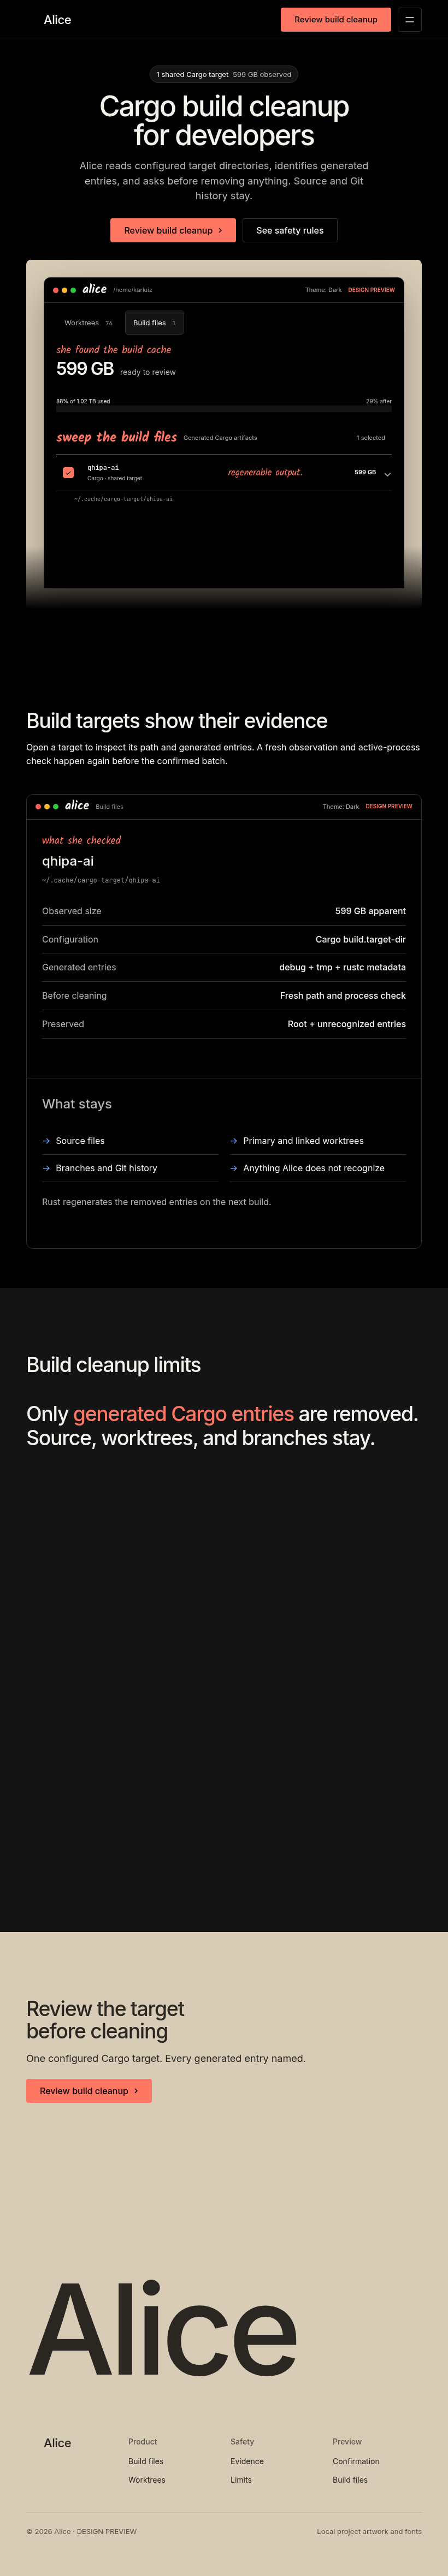 Alice
Review build cleanup
1 shared Cargo target 599 GB observed
Cargo build cleanup
for developers
Alice reads configured target directories, identifies generated
entries, and asks before removing anything. Source and Git
history stay.
Review build cleanup
See safety rules
alice /home/karluiz
Theme: Dark DESIGN PREVIEW
Worktrees 76
Build files 1
she found the build cache
599 GB ready to review
88% of 1.02 TB used
29% after
sweep the build files Generated Cargo artifacts
1 selected
qhipa-ai
Cargo · shared target
regenerable output.
599 GB
~/.cache/cargo-target/qhipa-ai
Build targets show their evidence
Open a target to inspect its path and generated entries. A fresh observation and active-process
check happen again before the confirmed batch.
alice Build files
Theme: Dark DESIGN PREVIEW
what she checked
qhipa-ai
~/.cache/cargo-target/qhipa-ai
Observed size 599 GB apparent
Configuration Cargo build.target-dir
Generated entries debug + tmp + rustc metadata
Before cleaning Fresh path and process check
Preserved Root + unrecognized entries
What stays
→ Source files
→ Primary and linked worktrees
→ Branches and Git history
→ Anything Alice does not recognize
Rust regenerates the removed entries on the next build.
Build cleanup limits
Only generated Cargo entries are removed.
Source, worktrees, and branches stay.
Review the target
before cleaning
One configured Cargo target. Every generated entry named.
Review build cleanup
Alice
Alice
Product
Build files
Worktrees
Safety
Evidence
Limits
Preview
Confirmation
Build files
© 2026 Alice · DESIGN PREVIEW
Local project artwork and fonts